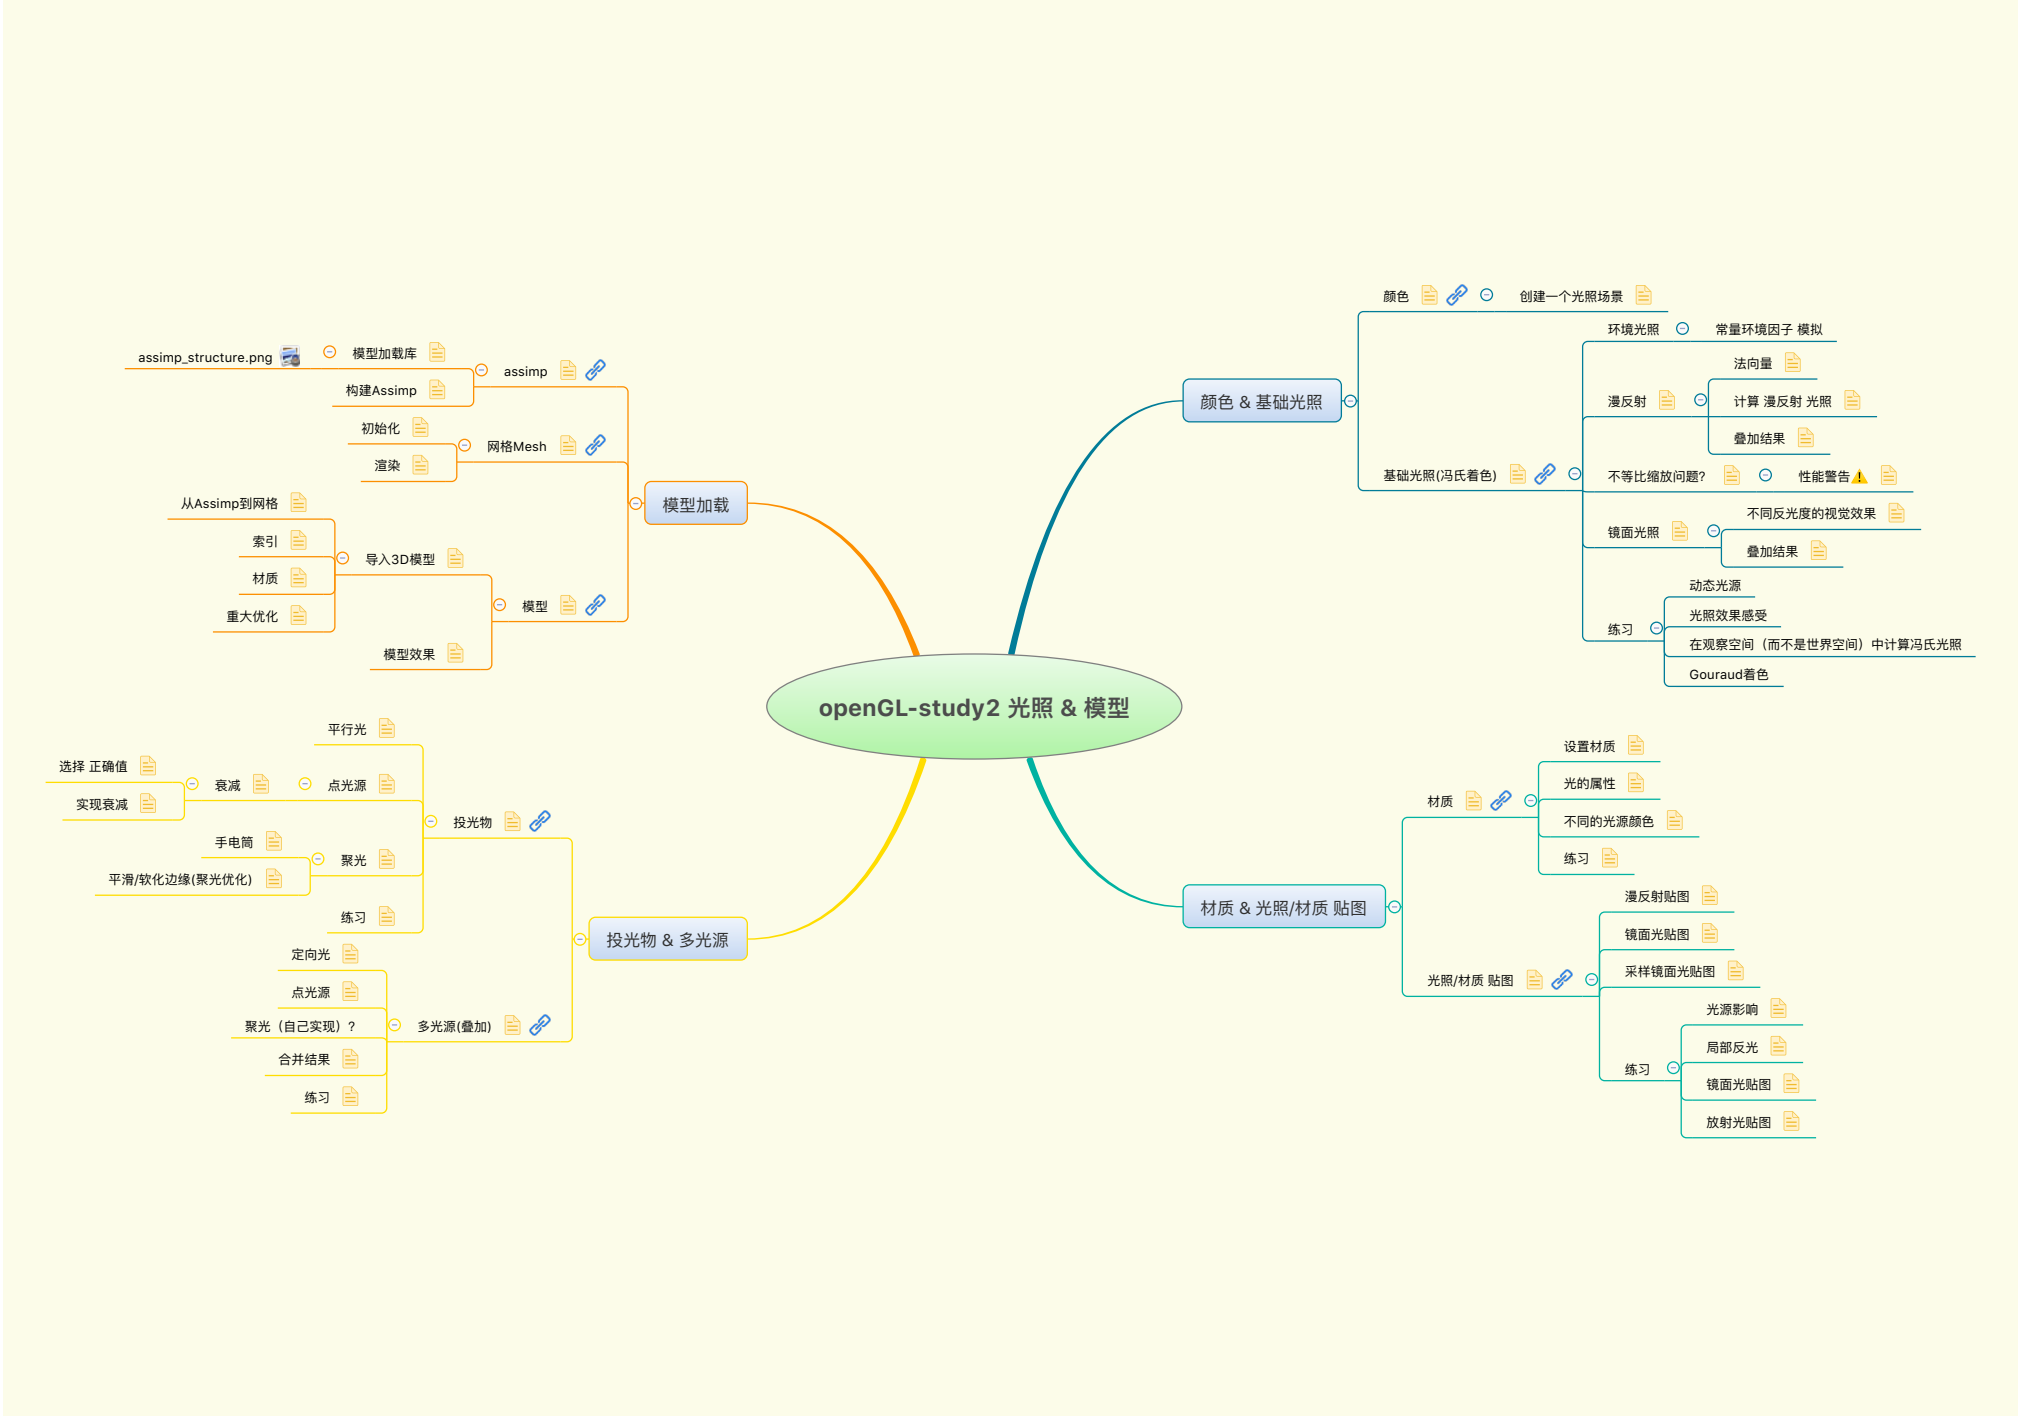 openGL-study2 光照 & 模型
颜色 & 基础光照
颜色
创建一个光照场景
基础光照(冯氏着色)
环境光照
常量环境因子 模拟
漫反射
法向量
计算 漫反射 光照
叠加结果
不等比缩放问题?
性能警告
镜面光照
不同反光度的视觉效果
叠加结果
练习
动态光源
光照效果感受
在观察空间（而不是世界空间）中计算冯氏光照
Gouraud着色
材质 & 光照/材质 贴图
材质
设置材质
光的属性
不同的光源颜色
练习
光照/材质 贴图
漫反射贴图
镜面光贴图
采样镜面光贴图
练习
光源影响
局部反光
镜面光贴图
放射光贴图
投光物 & 多光源
投光物
平行光
点光源
衰减
选择 正确值
实现衰减
聚光
手电筒
平滑/软化边缘(聚光优化)
练习
多光源(叠加)
定向光
点光源
聚光（自己实现）?
合并结果
练习
模型加载
assimp
模型加载库
assimp_structure.png
构建Assimp
网格Mesh
初始化
渲染
模型
导入3D模型
从Assimp到网格
索引
材质
重大优化
模型效果